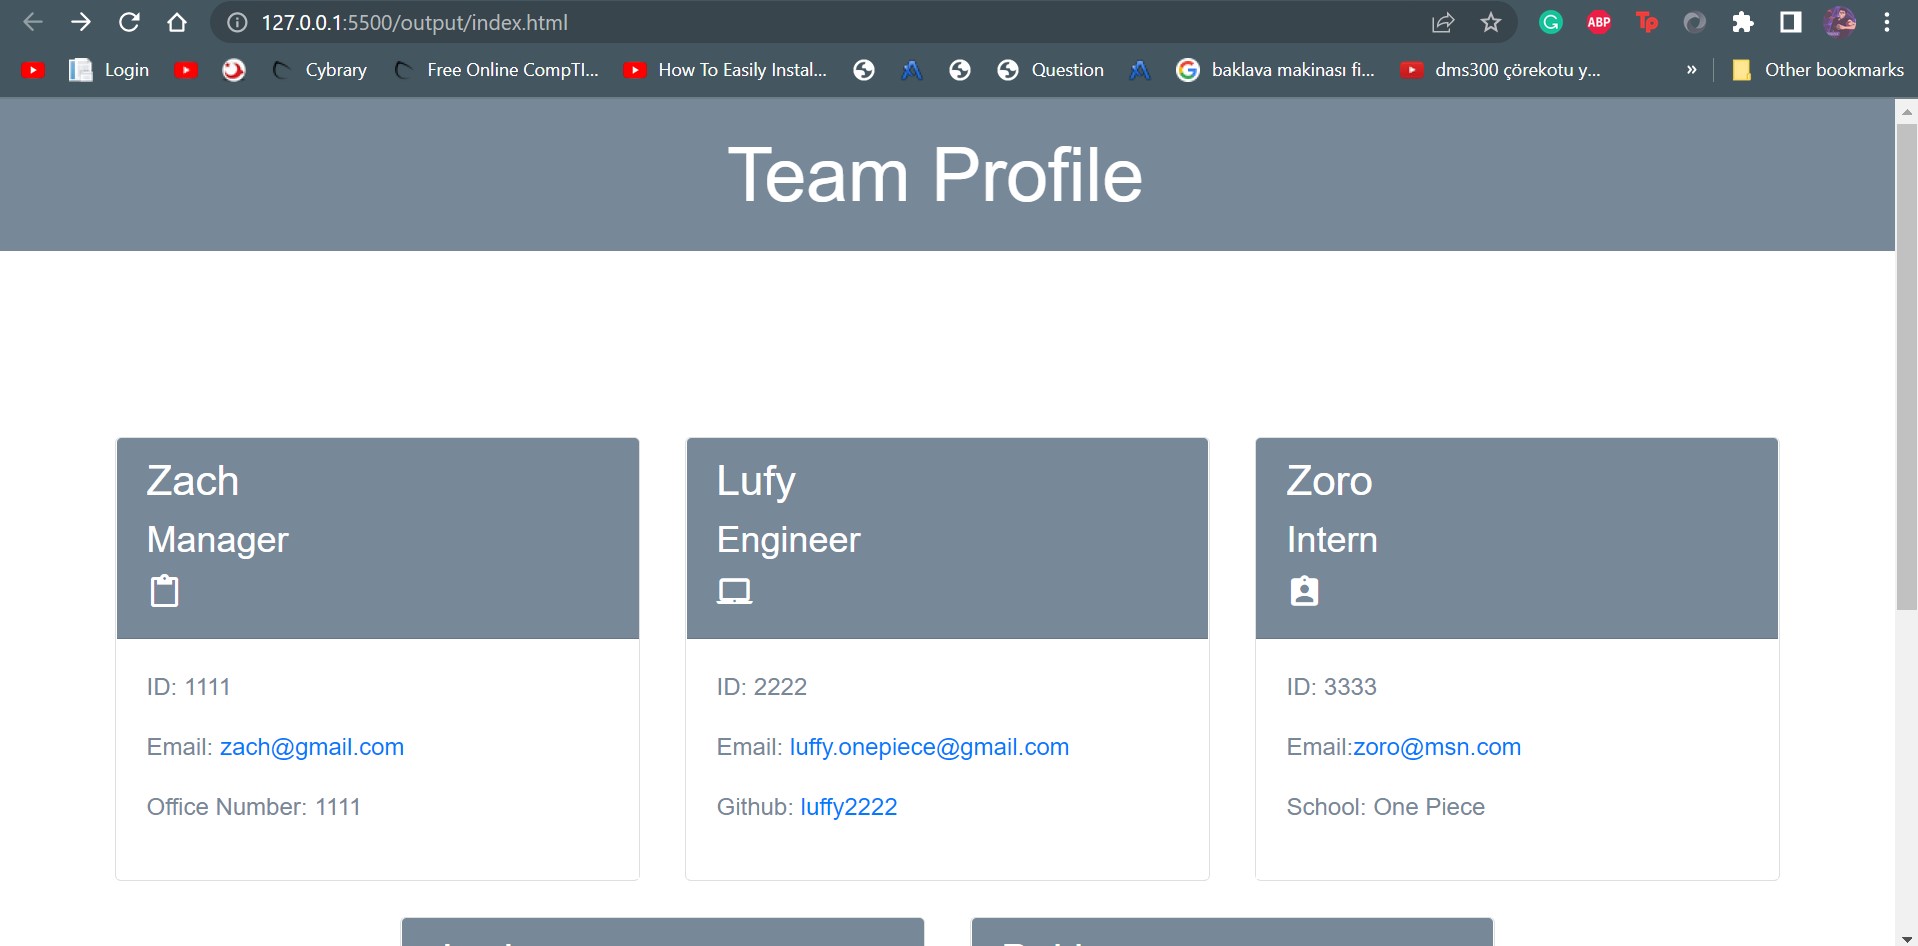 127.0.0.1:5500/output/index.html
ABP
Tp
Login
Cybrary
Free Online CompTI...
How To Easily Instal...
Question
baklava makinası fi...
dms300 çörekotu y...
»
Other bookmarks
Team Profile
Zach
Manager
ID: 1111
Email: zach@gmail.com
Office Number: 1111
Lufy
Engineer
ID: 2222
Email: luffy.onepiece@gmail.com
Github: luffy2222
Zoro
Intern
ID: 3333
Email:zoro@msn.com
School: One Piece